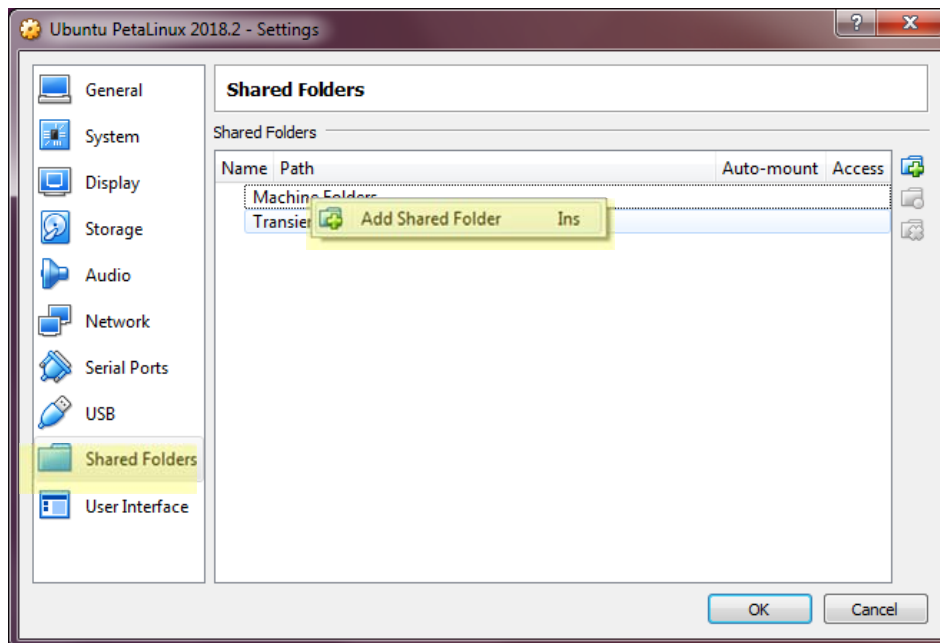 Ubuntu PetaLinux 2018.2 - Settings
?
General
System
Display
Storage
Audio
Network
Serial Ports
USB
Shared Folders
User Interface
Shared Folders
Shared Folders
Name Path Auto-mount Access
Machine Folders
Transien
Add Shared Folder Ins
OK Cancel